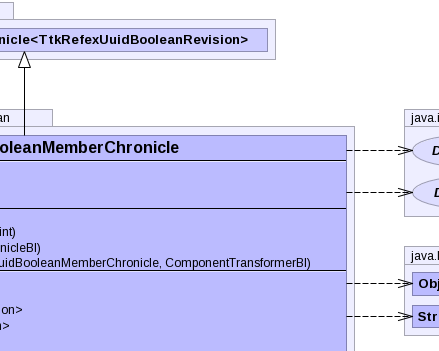 nicle<TtkRefexUuidBooleanRevision>
an
ooleanMemberChronicle
int)
nicleBI)
uidBooleanMemberChronicle, ComponentTransformerBI)
on>
n>
java.i
D
D
java.l
Obj
Str